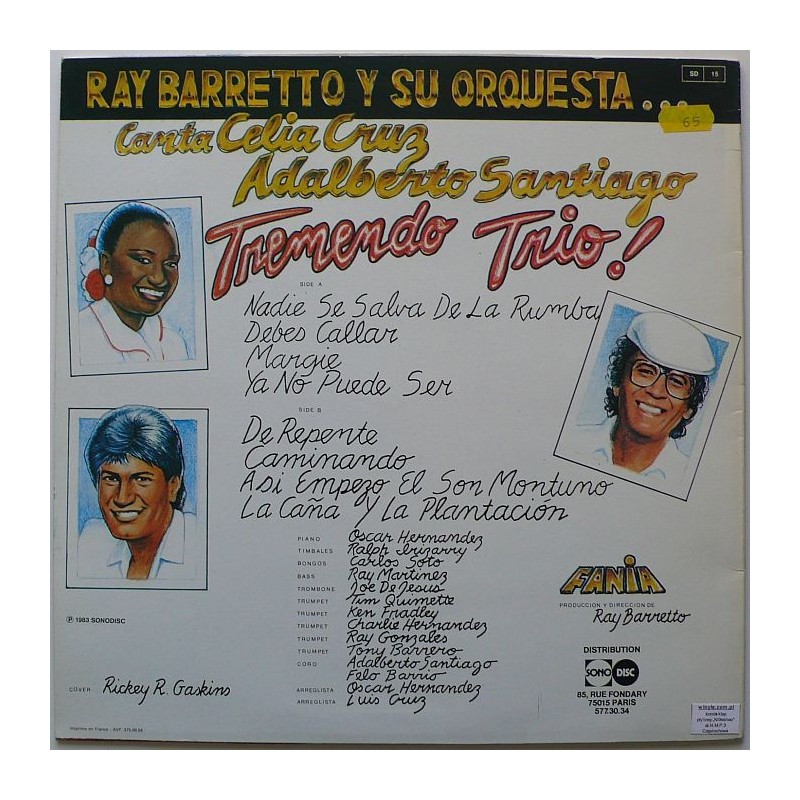 RAY BARRETTO Y SU ORQUESTA...
SD 15
65
Canta Celia Cruz
Adalberto Santiago
Tremendo Trio!
SIDE A
Nadie Se Salva De La Rumba
Debes Callar
Margie
Ya No Puede Ser
SIDE B
De Repente
Caminando
Asi Empezo El Son Montuno
La Caña Y La Plantación
PIANO Oscar Hernandez
TIMBALES Ralph Irizarry
BONGOS Carlos Soto
BASS Ray Martinez
TROMBONE Joe De Jesus
TRUMPET Tim Quimette
TRUMPET Ken Fradley
TRUMPET Charlie Hernandez
TRUMPET Ray Gonzales
TRUMPET Tony Barrero
CORO Adalberto Santiago
Felo Barrio
ARREGLISTA Oscar Hernandez
ARREGLISTA Luis Cruz
FANIA
PRODUCCION Y DIRECCION DE
Ray Barretto
℗ 1983 SONODISC
COVER Rickey R. Gaskins
DISTRIBUTION
SONO DISC
85, RUE FONDARY
75015 PARIS
577.30.34
Imprimé en France